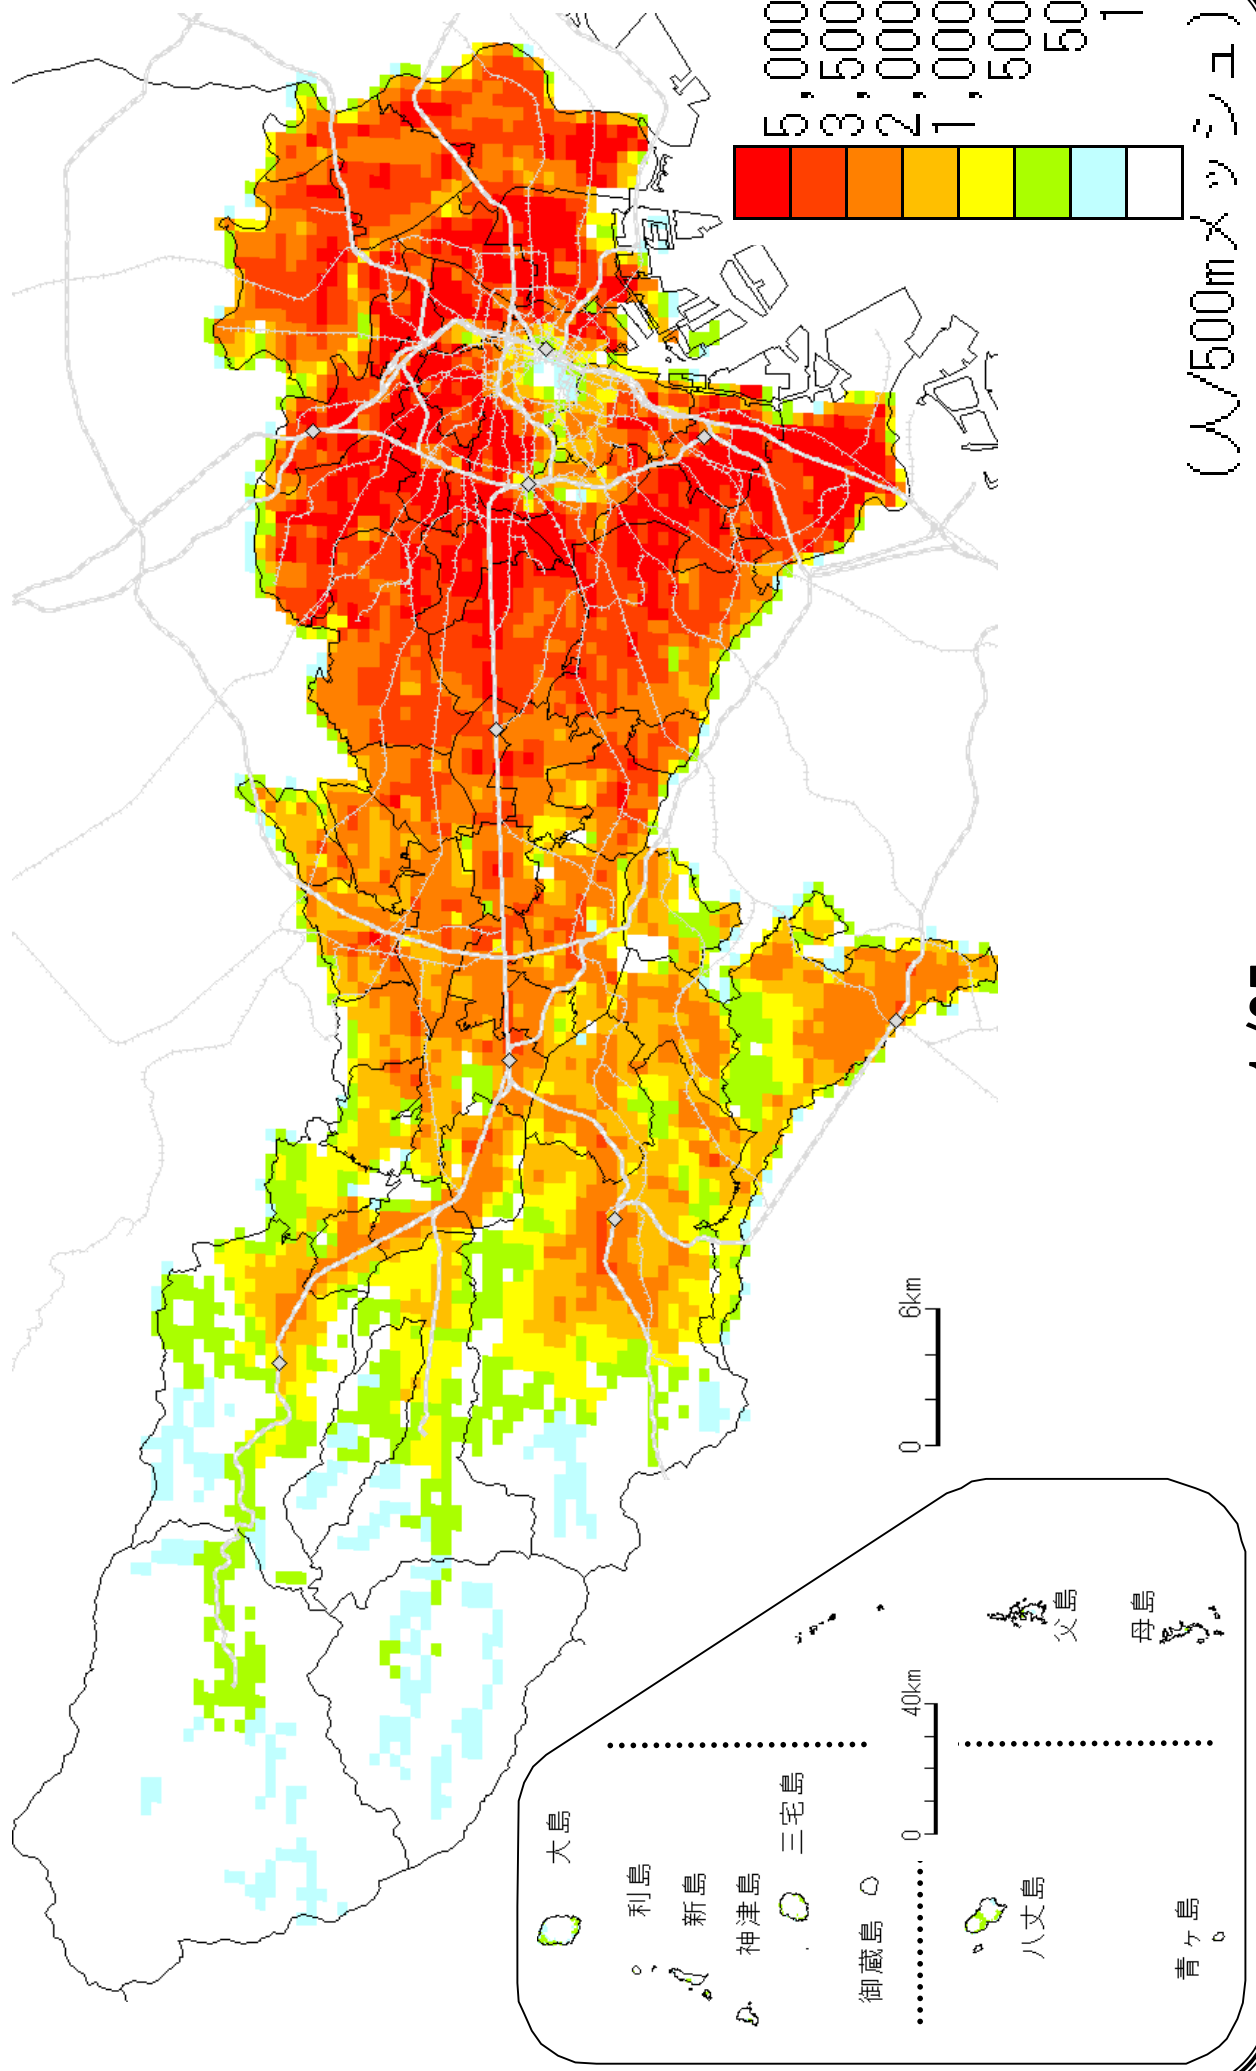 5,000
3,500
2,000
1,000
500
50
1
(人/500mメッシュ)
0 6km
大島
利島
新島
神津島
三宅島
御蔵島
八丈島
青ヶ島
0 40km
父島
母島